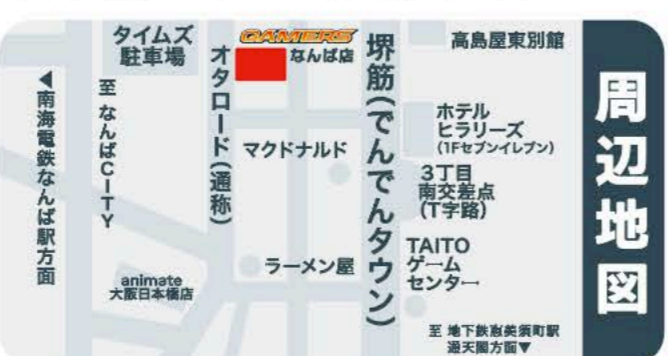 周辺地図
タイムズ
駐車場
GAMERS
なんば店
高島屋東別館
◀南海電鉄なんば駅方面
至 なんばCITY
オタロード(通称)
堺筋(でんでんタウン)
マクドナルド
ホテル
ヒラリーズ
(1Fセブンイレブン)
3丁目
南交差点
(T字路)
ラーメン屋
TAITO
ゲーム
センター
animate
大阪日本橋店
至 地下鉄恵美須町駅
通天閣方面▼